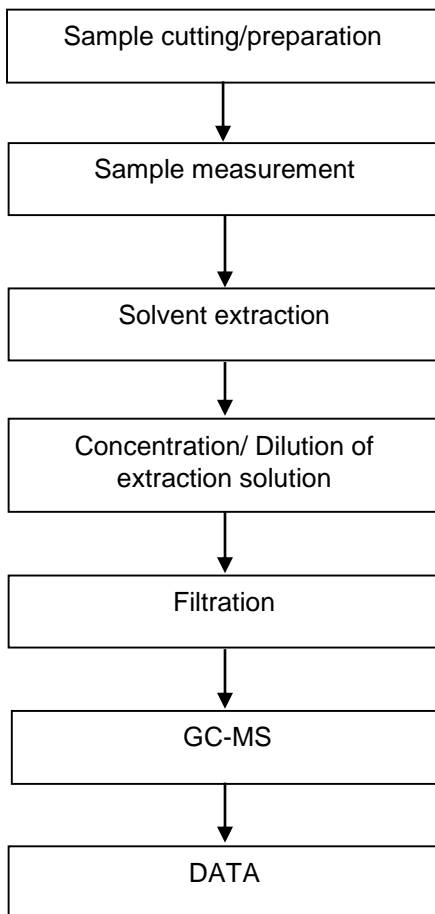 Sample cutting/preparation
Sample measurement
Solvent extraction
Concentration/ Dilution of
extraction solution
Filtration
GC-MS
DATA